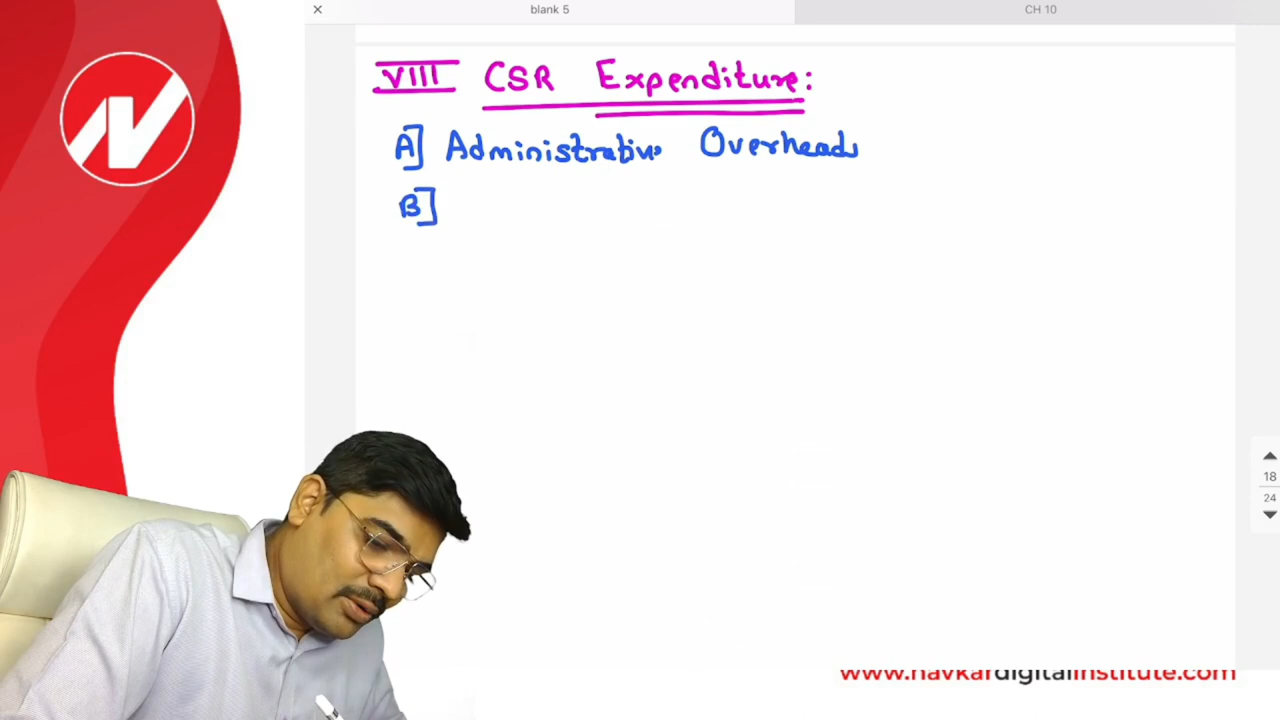 blank 5
CH 10
VIII CSR Expenditure:
A] Administrative Overheads
B]
18
24
www.navkardigitalinstitute.com